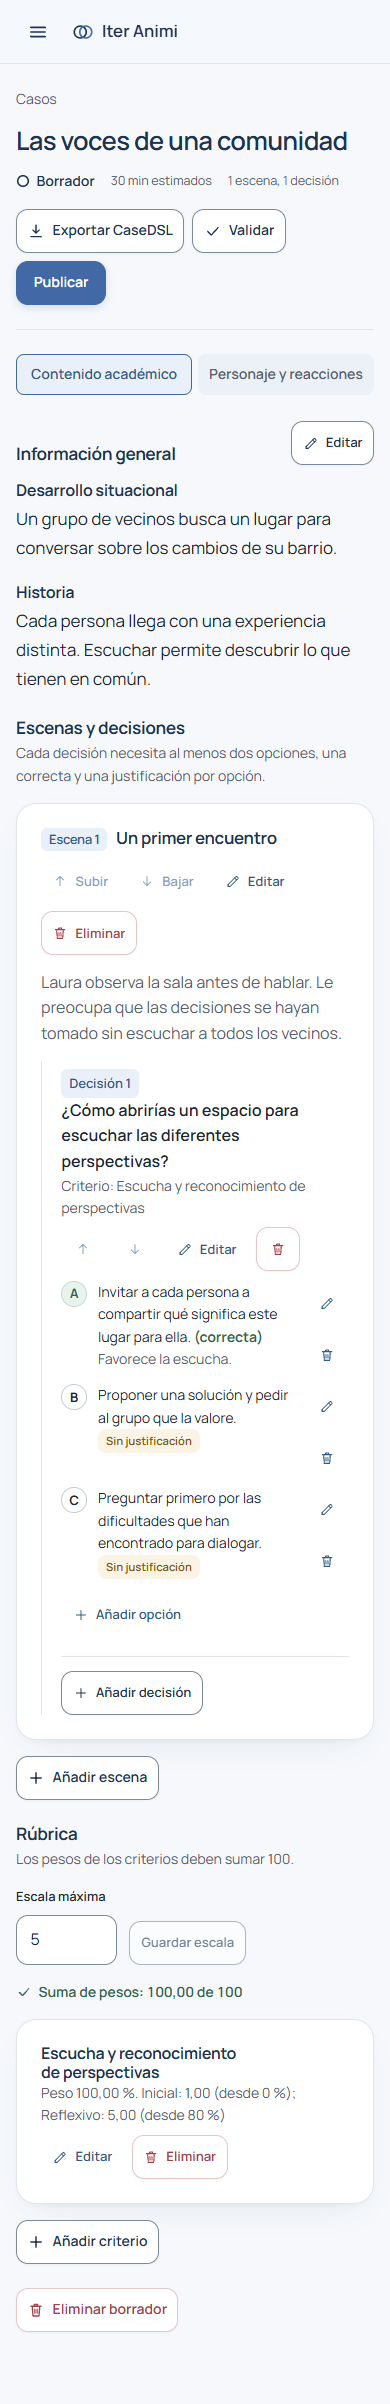 Iter Animi
Casos
Las voces de una comunidad
Borrador 30 min estimados 1 escena, 1 decisión
Exportar CaseDSL Validar
Publicar
Contenido académico Personaje y reacciones
Información general Editar
Desarrollo situacional
Un grupo de vecinos busca un lugar para
conversar sobre los cambios de su barrio.
Historia
Cada persona llega con una experiencia
distinta. Escuchar permite descubrir lo que
tienen en común.
Escenas y decisiones
Cada decisión necesita al menos dos opciones, una
correcta y una justificación por opción.
Escena 1 Un primer encuentro
Subir Bajar Editar
Eliminar
Laura observa la sala antes de hablar. Le
preocupa que las decisiones se hayan
tomado sin escuchar a todos los vecinos.
Decisión 1
¿Cómo abrirías un espacio para
escuchar las diferentes
perspectivas?
Criterio: Escucha y reconocimiento de
perspectivas
Editar
A Invitar a cada persona a
compartir qué significa este
lugar para ella. (correcta)
Favorece la escucha.
B Proponer una solución y pedir
al grupo que la valore.
Sin justificación
C Preguntar primero por las
dificultades que han
encontrado para dialogar.
Sin justificación
Añadir opción
Añadir decisión
Añadir escena
Rúbrica
Los pesos de los criterios deben sumar 100.
Escala máxima
5 Guardar escala
Suma de pesos: 100,00 de 100
Escucha y reconocimiento
de perspectivas
Peso 100,00 %. Inicial: 1,00 (desde 0 %);
Reflexivo: 5,00 (desde 80 %)
Editar Eliminar
Añadir criterio
Eliminar borrador